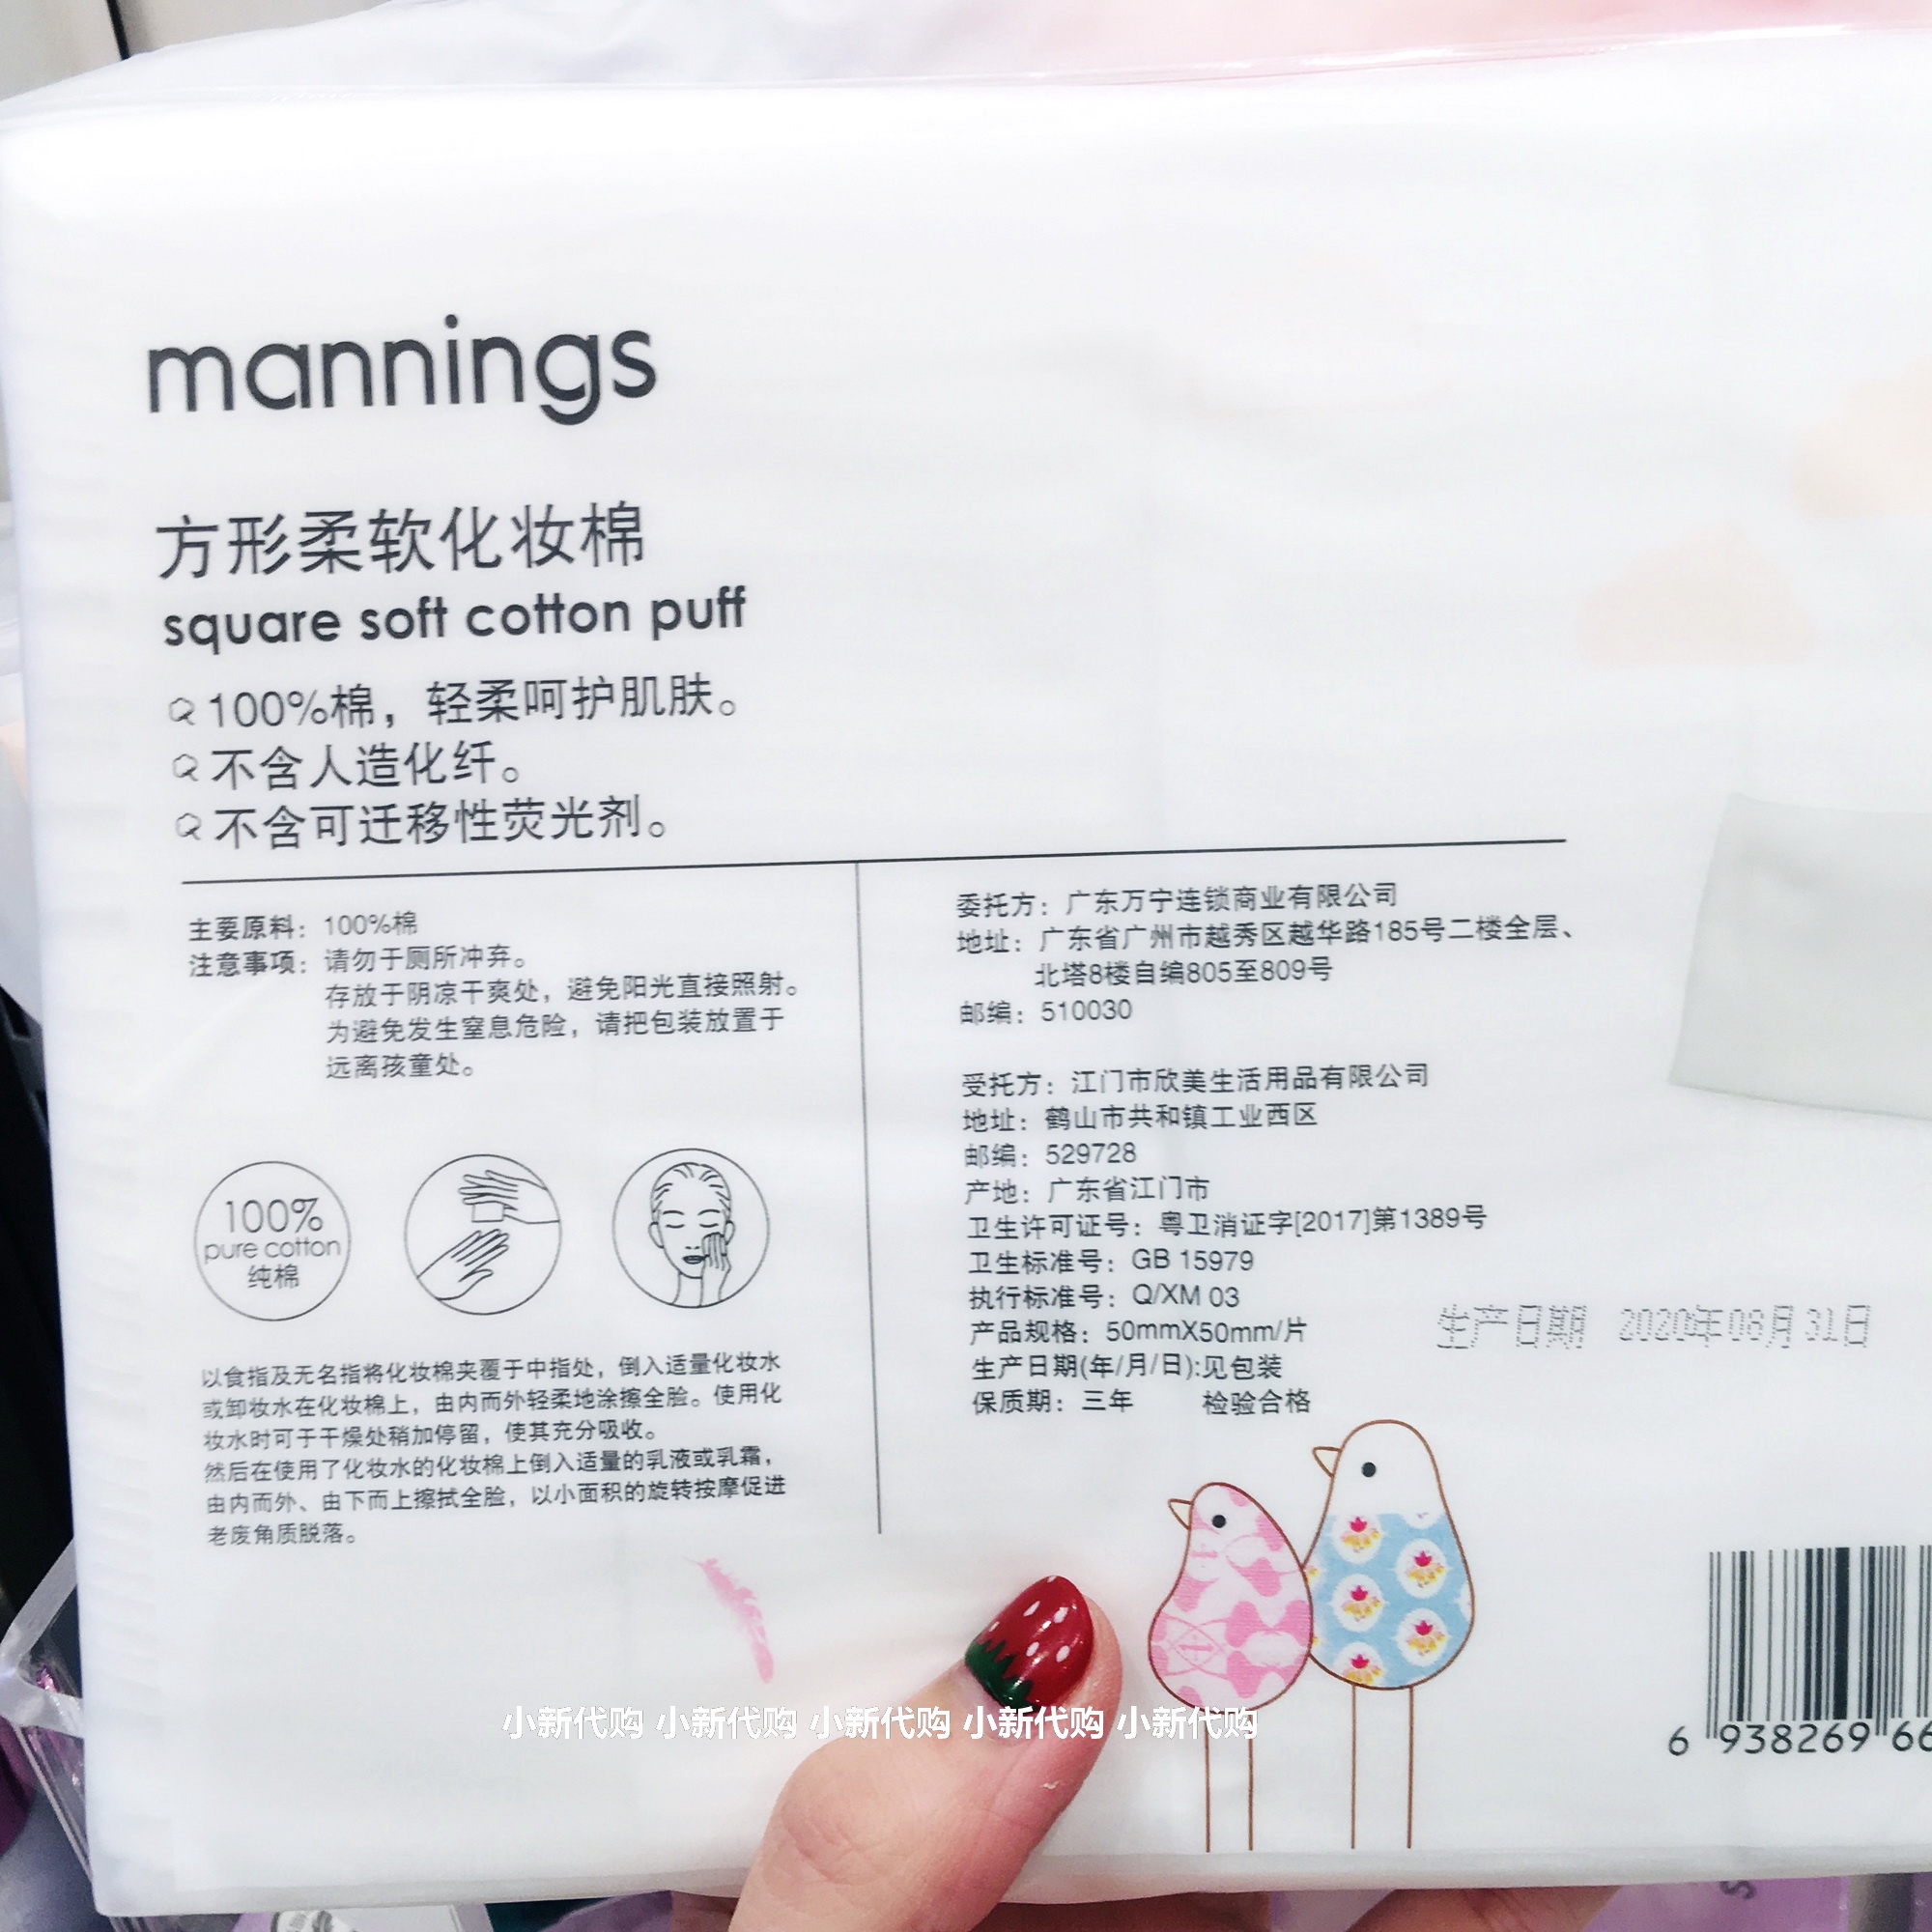 mannings
方形柔软化妆棉
square soft cotton puff
100%棉，轻柔呵护肌肤。
不含人造化纤。
不含可迁移性荧光剂。
主要原料：100%棉
注意事项：请勿于厕所冲弃。
存放于阴凉干爽处，避免阳光直接照射。
为避免发生窒息危险，请把包装放置于
远离孩童处。
100%
pure cotton
纯棉
以食指及无名指将化妆棉夹覆于中指处，倒入适量化妆水
或卸妆水在化妆棉上，由内而外轻柔地涂擦全脸。使用化
妆水时可于干燥处稍加停留，使其充分吸收。
然后在使用了化妆水的化妆棉上倒入适量的乳液或乳霜，
由内而外、由下而上擦拭全脸，以小面积的旋转按摩促进
老废角质脱落。
委托方：广东万宁连锁商业有限公司
地址：广东省广州市越秀区越华路185号二楼全层、
北塔8楼自编805至809号
邮编：510030
受托方：江门市欣美生活用品有限公司
地址：鹤山市共和镇工业西区
邮编：529728
产地：广东省江门市
卫生许可证号：粤卫消证字[2017]第1389号
卫生标准号：GB 15979
执行标准号：Q/XM 03
产品规格：50mmX50mm/片
生产日期(年/月/日):见包装
保质期：三年 检验合格
生产日期 2020年08月31日
小新代购 小新代购 小新代购 小新代购 小新代购
6 938269 66